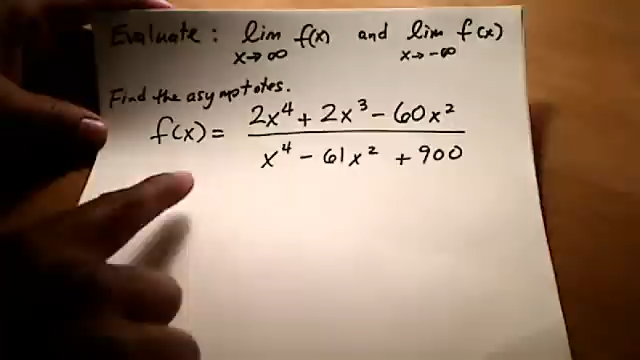 Evaluate: lim x→∞ f(x) and lim x→-∞ f(x)
Find the asymptotes.
f(x) = (2x⁴ + 2x³ - 60x²) / (x⁴ - 61x² + 900)